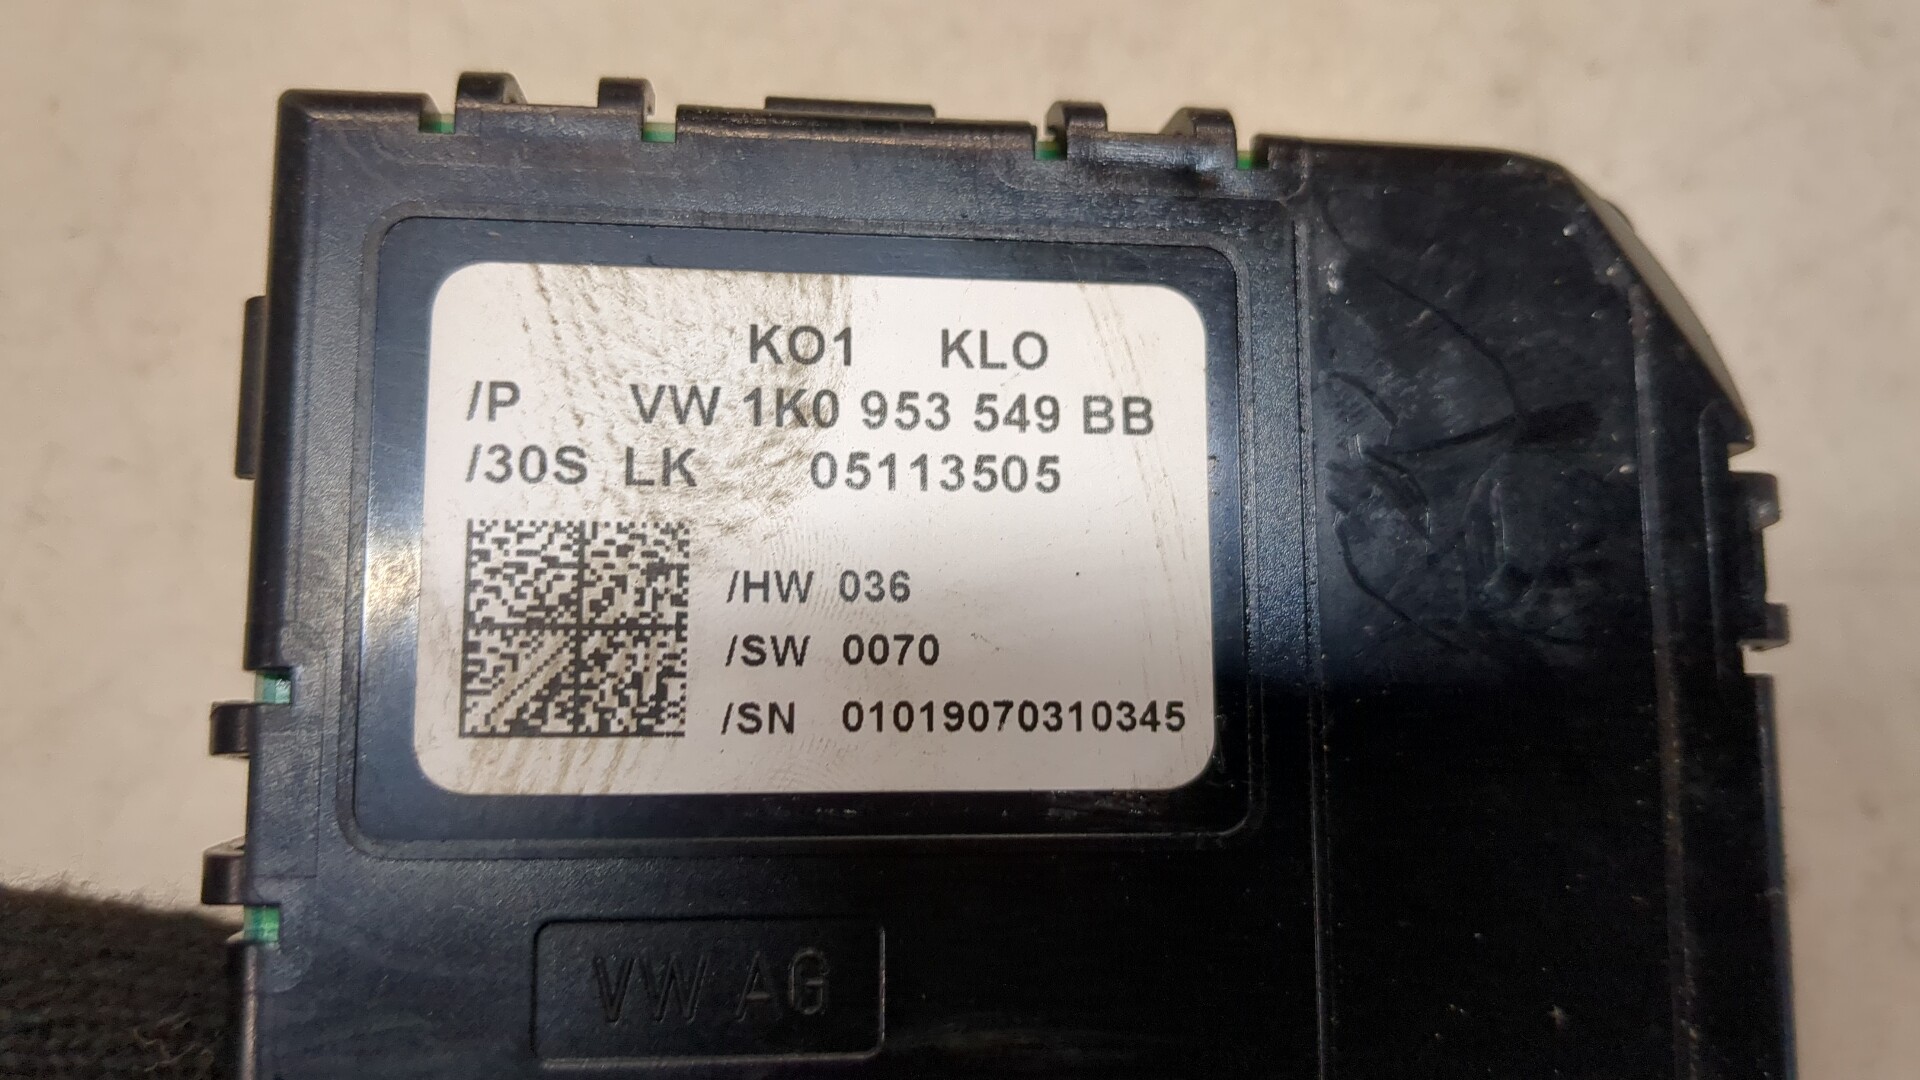 KO1 KLO
/P VW 1K0 953 549 BB
/30S LK 05113505
/HW 036
/SW 0070
/SN 01019070310345
VW AG